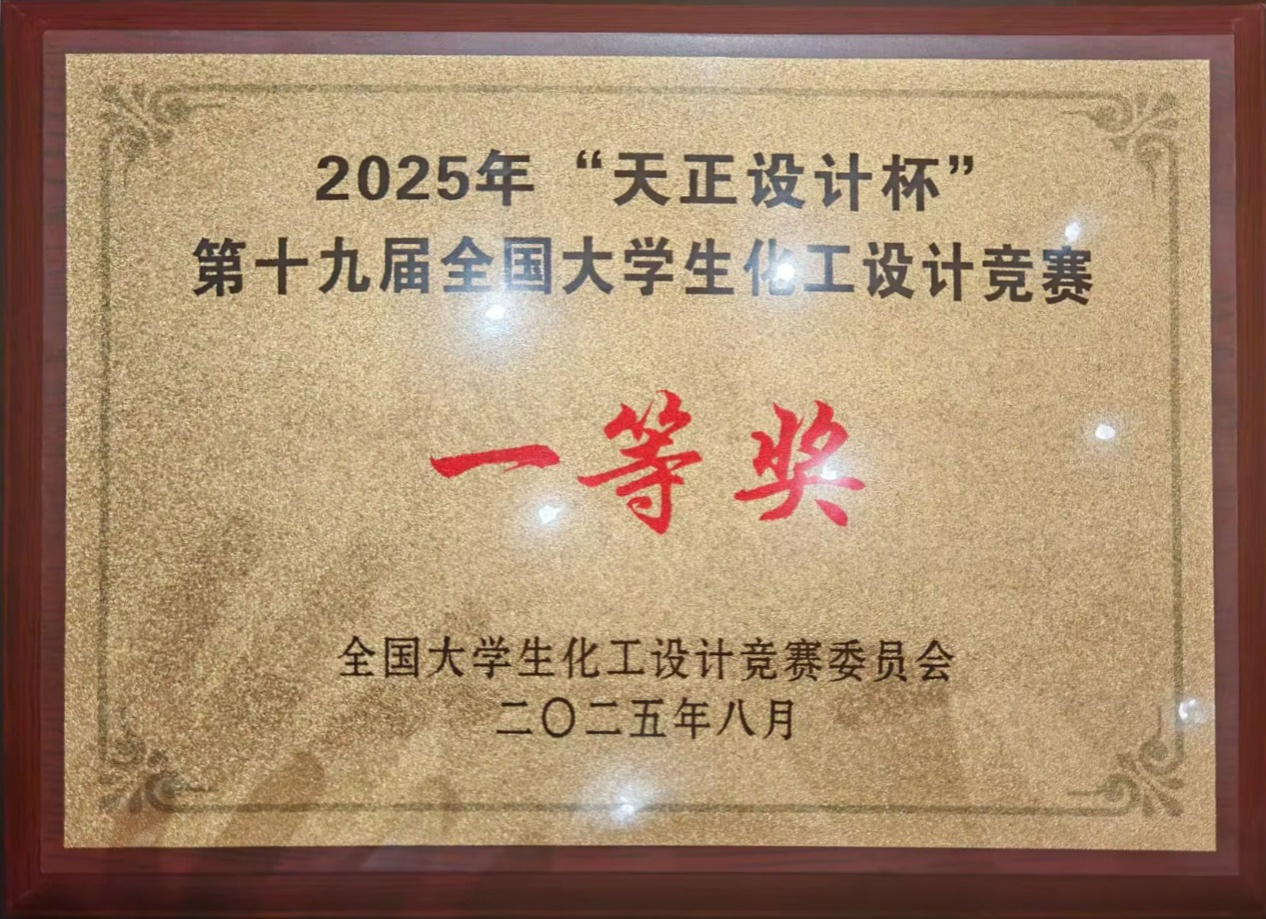 2025年“天正设计杯”
第十九届全国大学生化工设计竞赛
一等奖
全国大学生化工设计竞赛委员会
二〇二五年八月